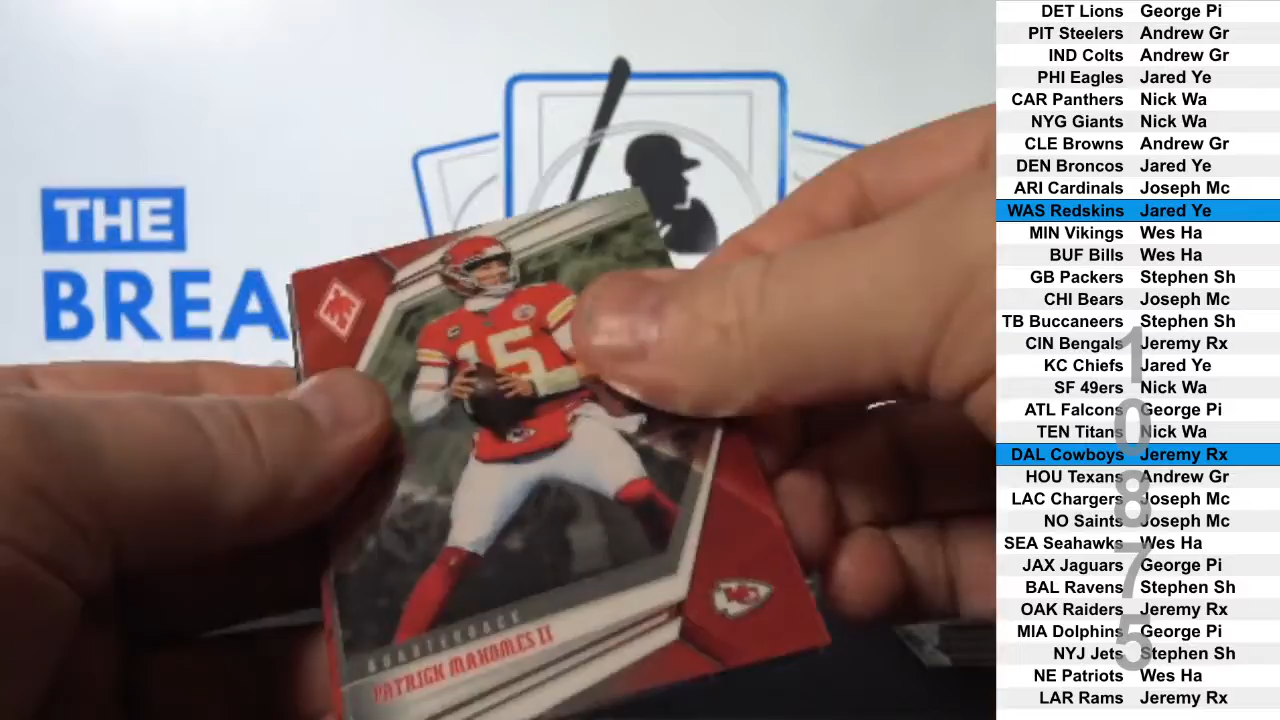 THE
BREA
15
QUARTERBACK
PATRICK MAHOMES II
KC
DET Lions George Pi
PIT Steelers Andrew Gr
IND Colts Andrew Gr
PHI Eagles Jared Ye
CAR Panthers Nick Wa
NYG Giants Nick Wa
CLE Browns Andrew Gr
DEN Broncos Jared Ye
ARI Cardinals Joseph Mc
WAS Redskins Jared Ye
MIN Vikings Wes Ha
BUF Bills Wes Ha
GB Packers Stephen Sh
CHI Bears Joseph Mc
TB Buccaneers Stephen Sh
CIN Bengals Jeremy Rx
KC Chiefs Jared Ye
SF 49ers Nick Wa
ATL Falcons George Pi
TEN Titans Nick Wa
DAL Cowboys Jeremy Rx
HOU Texans Andrew Gr
LAC Chargers Joseph Mc
NO Saints Joseph Mc
SEA Seahawks Wes Ha
JAX Jaguars George Pi
BAL Ravens Stephen Sh
OAK Raiders Jeremy Rx
MIA Dolphins George Pi
NYJ Jets Stephen Sh
NE Patriots Wes Ha
LAR Rams Jeremy Rx
10875